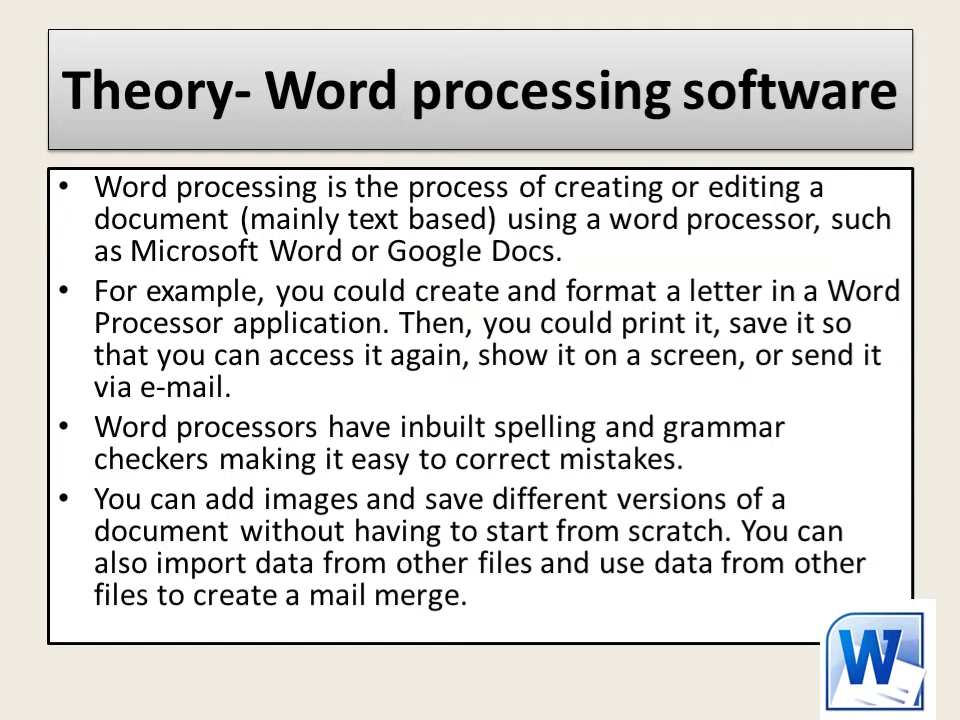 Theory- Word processing software
• Word processing is the process of creating or editing a
document (mainly text based) using a word processor, such
as Microsoft Word or Google Docs.
• For example, you could create and format a letter in a Word
Processor application. Then, you could print it, save it so
that you can access it again, show it on a screen, or send it
via e-mail.
• Word processors have inbuilt spelling and grammar
checkers making it easy to correct mistakes.
• You can add images and save different versions of a
document without having to start from scratch. You can
also import data from other files and use data from other
files to create a mail merge.
W